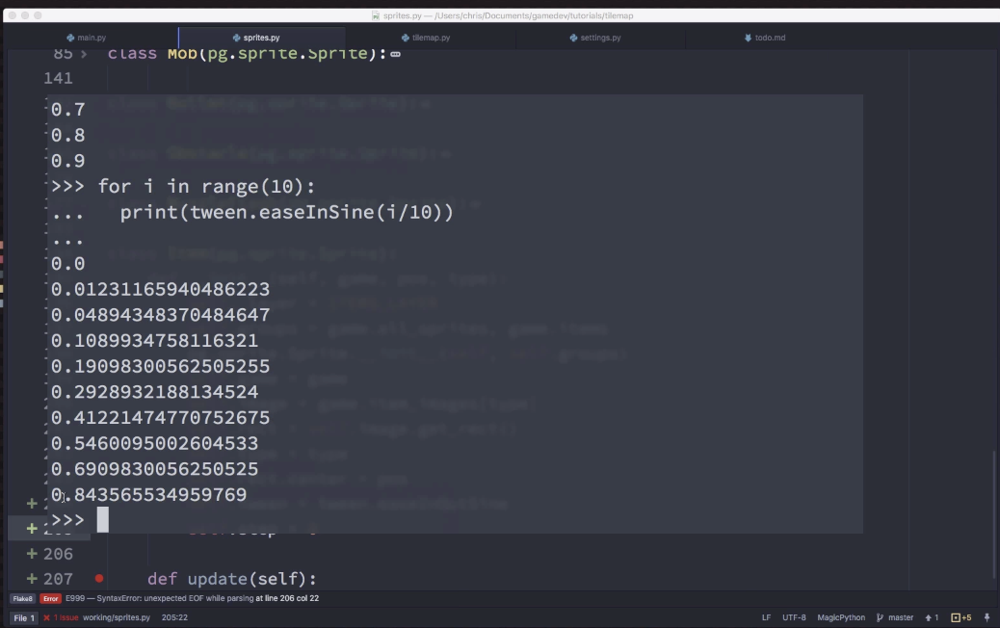 sprites.py — /Users/chris/Documents/gamedev/tutorials/tilemap
main.py sprites.py tilemap.py settings.py todo.md
85 class Mob(pg.sprite.Sprite):
141
0.7
0.8
0.9
>>> for i in range(10):
... print(tween.easeInSine(i/10))
...
0.0
0.01231165940486223
0.04894348370484647
0.1089934758116321
0.19098300562505255
0.2928932188134524
0.41221474770752675
0.5460095002604533
0.6909830056250525
0.843565534959769
>>>
+ 206
+ 207 def update(self):
Flake8 Error E999 — SyntaxError: unexpected EOF while parsing at line 206 col 22
File 1 ✕ 1 Issue working/sprites.py 205:22 LF UTF-8 MagicPython master 1 +5